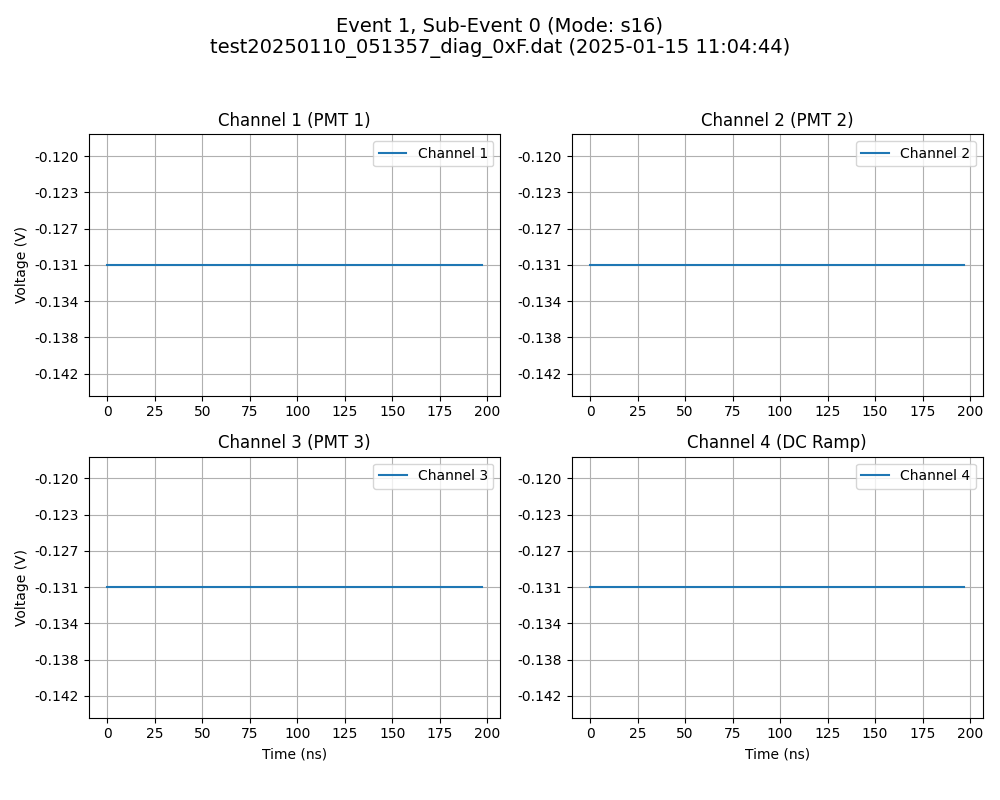 Event 1, Sub-Event 0 (Mode: s16)
test20250110_051357_diag_0xF.dat (2025-01-15 11:04:44)
Channel 1 (PMT 1)
Channel 1
-0.120
-0.123
-0.127
-0.131
-0.134
-0.138
-0.142
Voltage (V)
0 25 50 75 100 125 150 175 200
Channel 2 (PMT 2)
Channel 2
-0.120
-0.123
-0.127
-0.131
-0.134
-0.138
-0.142
0 25 50 75 100 125 150 175 200
Channel 3 (PMT 3)
Channel 3
-0.120
-0.123
-0.127
-0.131
-0.134
-0.138
-0.142
Voltage (V)
0 25 50 75 100 125 150 175 200
Time (ns)
Channel 4 (DC Ramp)
Channel 4
-0.120
-0.123
-0.127
-0.131
-0.134
-0.138
-0.142
0 25 50 75 100 125 150 175 200
Time (ns)